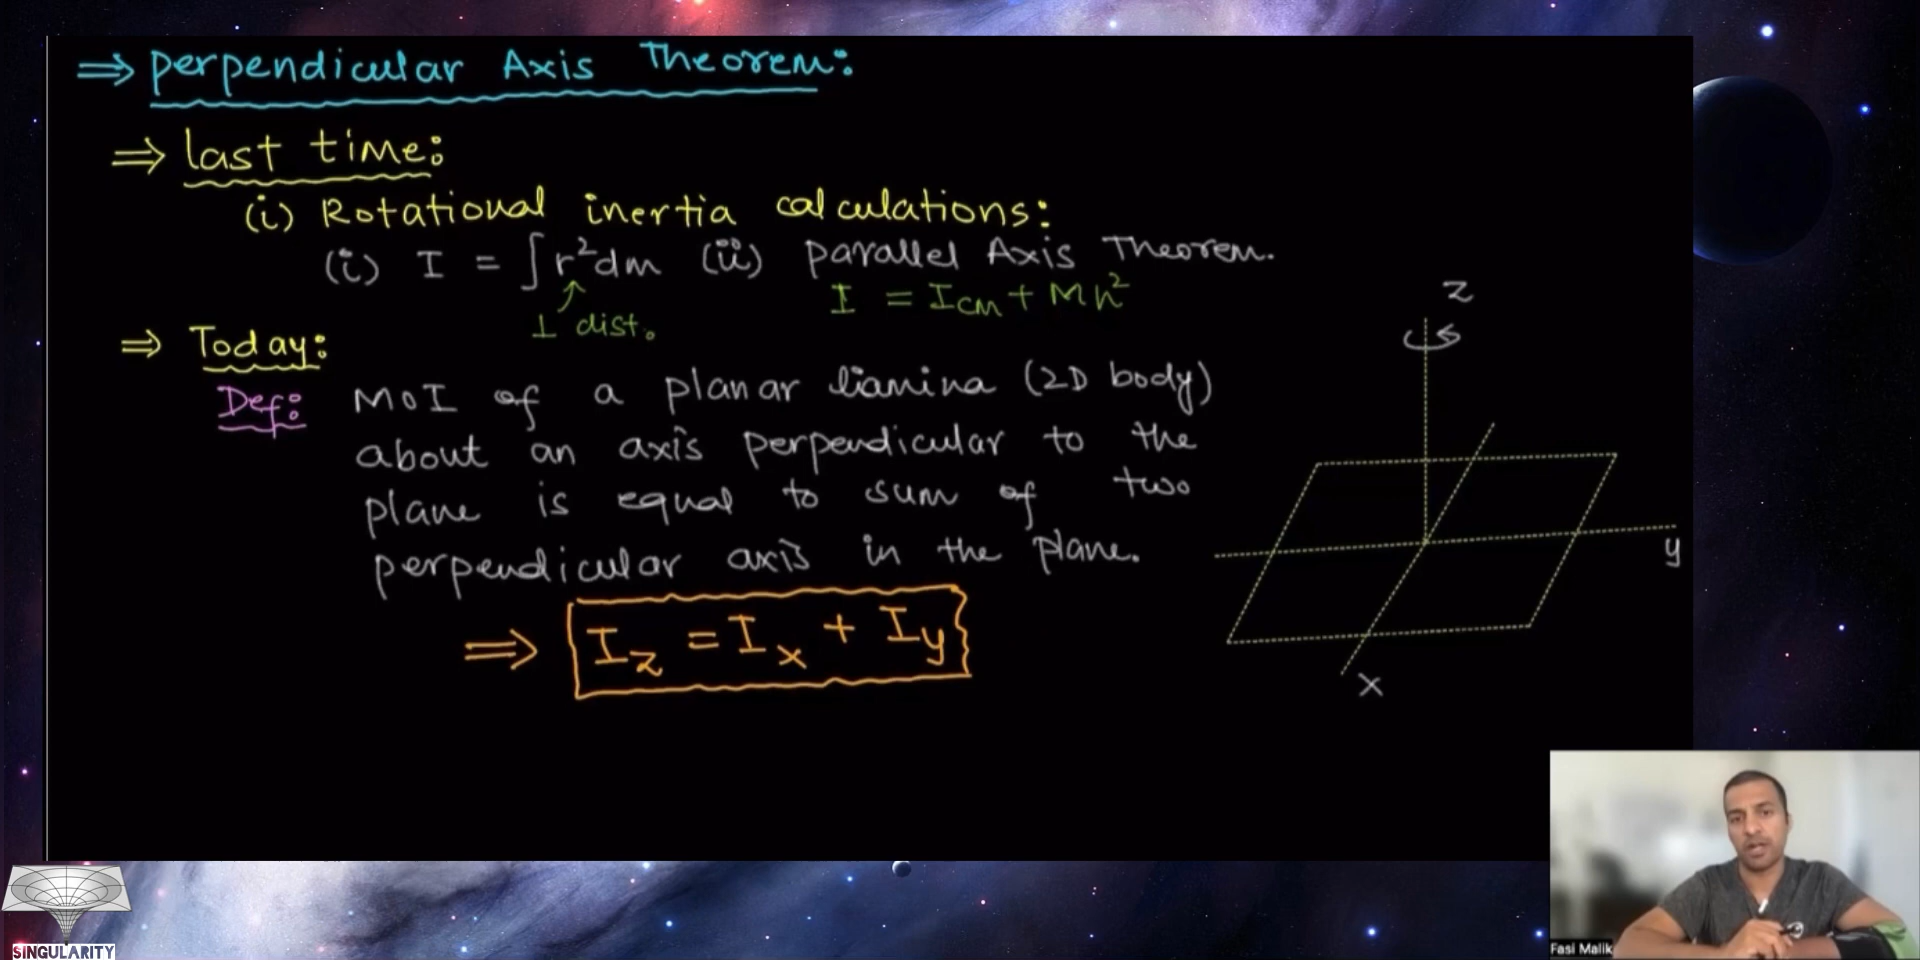 ⇒ perpendicular Axis Theorem:
⇒ last time:
(i) Rotational inertia calculations:
(i) I = ∫r²dm (ii) parallel Axis Theorem.
↑
⊥ dist.
I = Icm + Mh²
⇒ Today:
Def: MoI of a planar liamina (2D body)
about an axis perpendicular to the
plane is equal to sum of two
perpendicular axis in the plane.
⇒ Iz = Ix + Iy
z
y
x
Fasi Malik
SINGULARITY